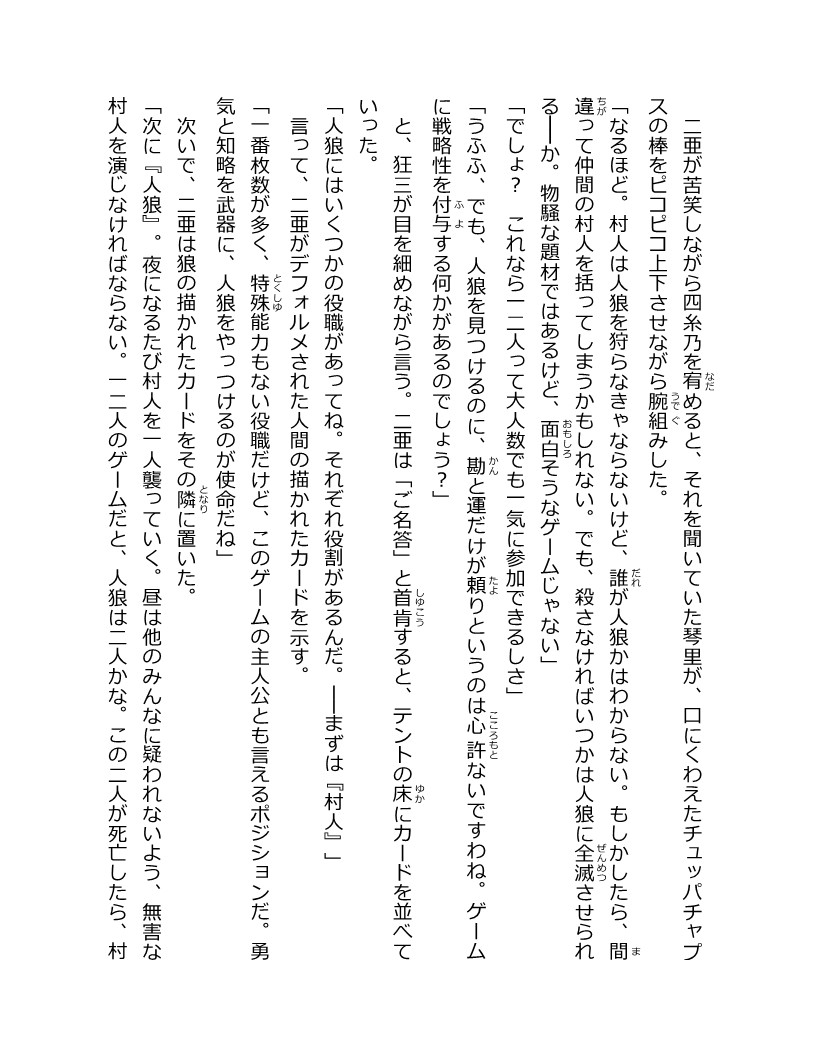 二亜が苦笑しながら四糸乃を宥めると、それを聞いていた琴里が、口にくわえたチュッパチャプ
スの棒をピコピコ上下させながら腕組みした。
「なるほど。村人は人狼を狩らなきゃならないけど、誰が人狼かはわからない。もしかしたら、間
違って仲間の村人を括ってしまうかもしれない。でも、殺さなければいつかは人狼に全滅させられ
る――か。物騒な題材ではあるけど、面白そうなゲームじゃない」
「でしょ？　これなら一二人って大人数でも一気に参加できるしさ」
「うふふ、でも、人狼を見つけるのに、勘と運だけが頼りというのは心許ないですわね。ゲーム
に戦略性を付与する何かがあるのでしょう？」
と、狂三が目を細めながら言う。二亜は「ご名答」と首肯すると、テントの床にカードを並べて
いった。
「人狼にはいくつかの役職があってね。それぞれ役割があるんだ。――まずは『村人』」
言って、二亜がデフォルメされた人間の描かれたカードを示す。
「一番枚数が多く、特殊能力もない役職だけど、このゲームの主人公とも言えるポジションだ。勇
気と知略を武器に、人狼をやっつけるのが使命だね」
次いで、二亜は狼の描かれたカードをその隣に置いた。
「次に『人狼』。夜になるたび村人を一人襲っていく。昼は他のみんなに疑われないよう、無害な
村人を演じなければならない。一二人のゲームだと、人狼は二人かな。この二人が死亡したら、村